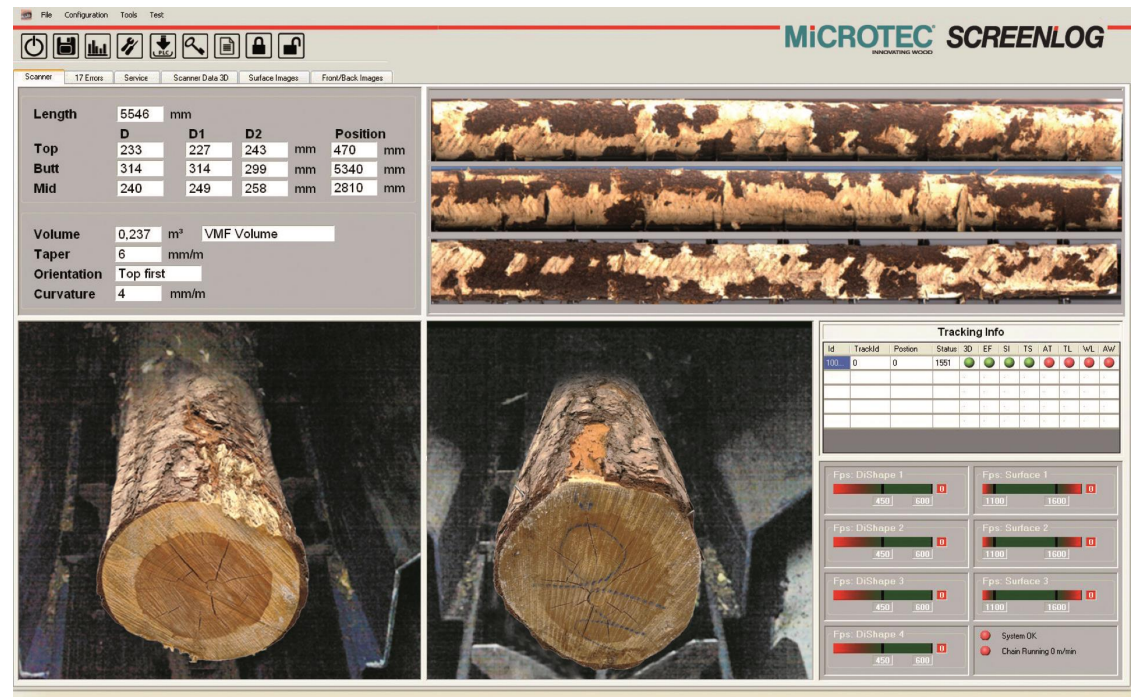 File Configuration Tools Test
MiCROTEC SCREENLOG
INNOVATING WOOD
PLC
Scanner 17 Errors Service Scanner Data 3D Surface Images Front/Back Images
Length 5546 mm
D D1 D2 Position
Top 233 227 243 mm 470 mm
Butt 314 314 299 mm 5340 mm
Mid 240 249 258 mm 2810 mm
Volume 0,237 m³ VMF Volume
Taper 6 mm/m
Orientation Top first
Curvature 4 mm/m
Tracking Info
Id TrackId Postion Status 3D EF SI TS AT TL WL AW
100... 0 0 1551
Fps: DiShape 1 Fps: Surface 1
0 0
450 600 1100 1600
Fps: DiShape 2 Fps: Surface 2
0 0
450 600 1100 1600
Fps: DiShape 3 Fps: Surface 3
0 0
450 600 1100 1600
Fps: DiShape 4 System OK
0 Chain Running 0 m/min
450 600